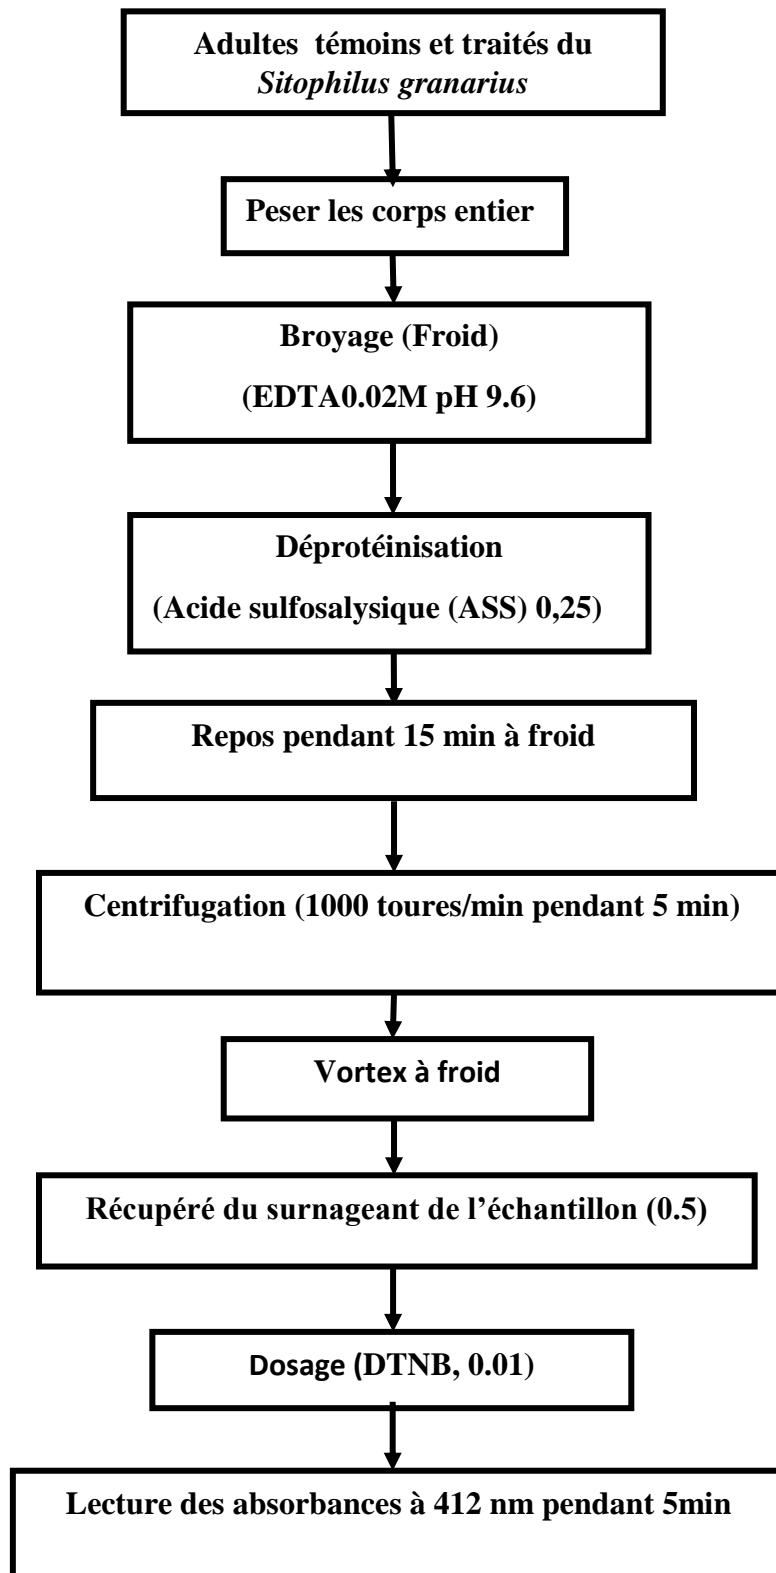 Adultes témoins et traités du
Sitophilus granarius
Peser les corps entier
Broyage (Froid)
(EDTA0.02M pH 9.6)
Déprotéinisation
(Acide sulfosalysique (ASS) 0,25)
Repos pendant 15 min à froid
Centrifugation (1000 toures/min pendant 5 min)
Vortex à froid
Récupéré du surnageant de l’échantillon (0.5)
Dosage (DTNB, 0.01)
Lecture des absorbances à 412 nm pendant 5min